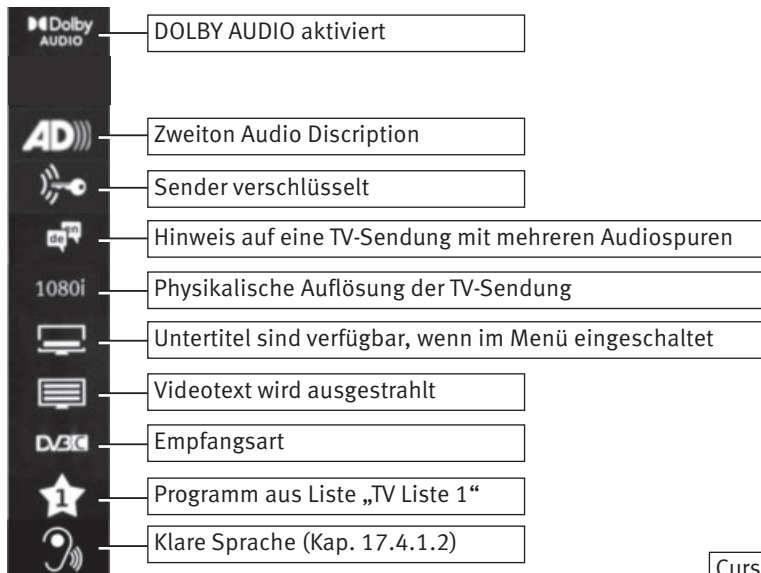 Dolby
AUDIO
DOLBY AUDIO aktiviert
AD
Zweiton Audio Discription
Sender verschlüsselt
de en
Hinweis auf eine TV-Sendung mit mehreren Audiospuren
1080i
Physikalische Auflösung der TV-Sendung
Untertitel sind verfügbar, wenn im Menü eingeschaltet
Videotext wird ausgestrahlt
DVB C
Empfangsart
1
Programm aus Liste „TV Liste 1“
Klare Sprache (Kap. 17.4.1.2)
Curs